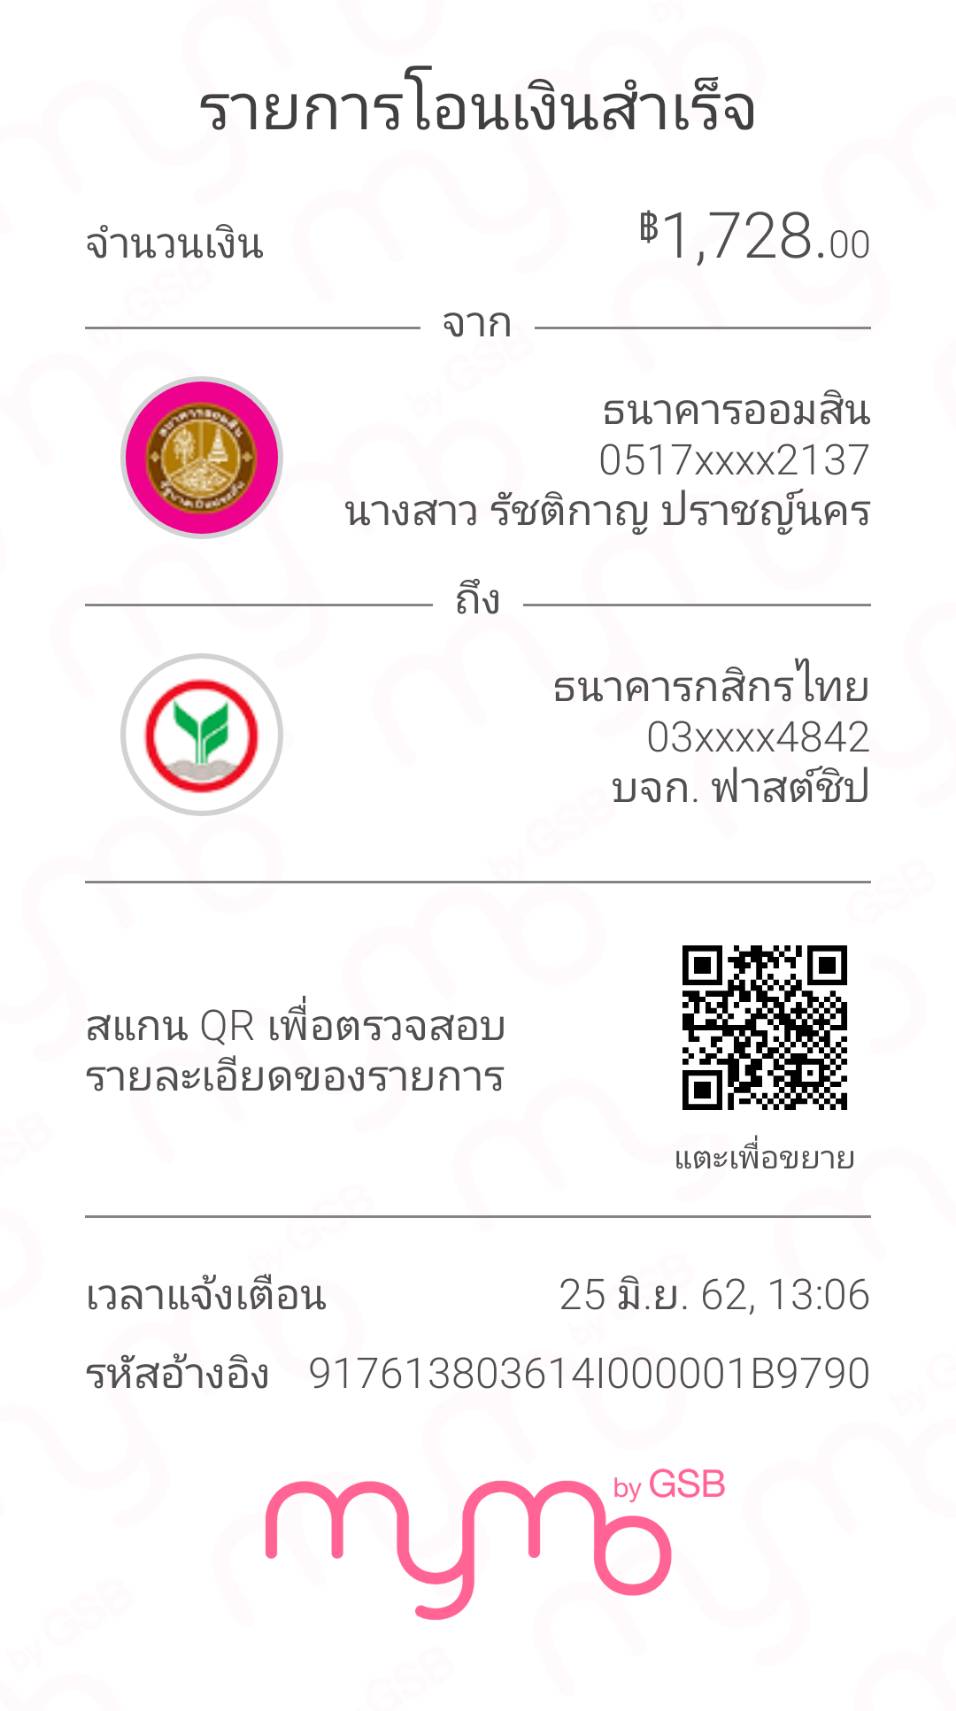 รายการโอนเงินสำเร็จ
จำนวนเงิน ฿1,728.00
จาก
ธนาคารออมสิน
0517xxxx2137
นางสาว รัชติกาญ ปราชญ์นคร
ถึง
ธนาคารกสิกรไทย
03xxxx4842
บจก. ฟาสต์ชิป
สแกน QR เพื่อตรวจสอบ
รายละเอียดของรายการ
แตะเพื่อขยาย
เวลาแจ้งเตือน 25 มิ.ย. 62, 13:06
รหัสอ้างอิง 917613803614I000001B9790
mymo by GSB